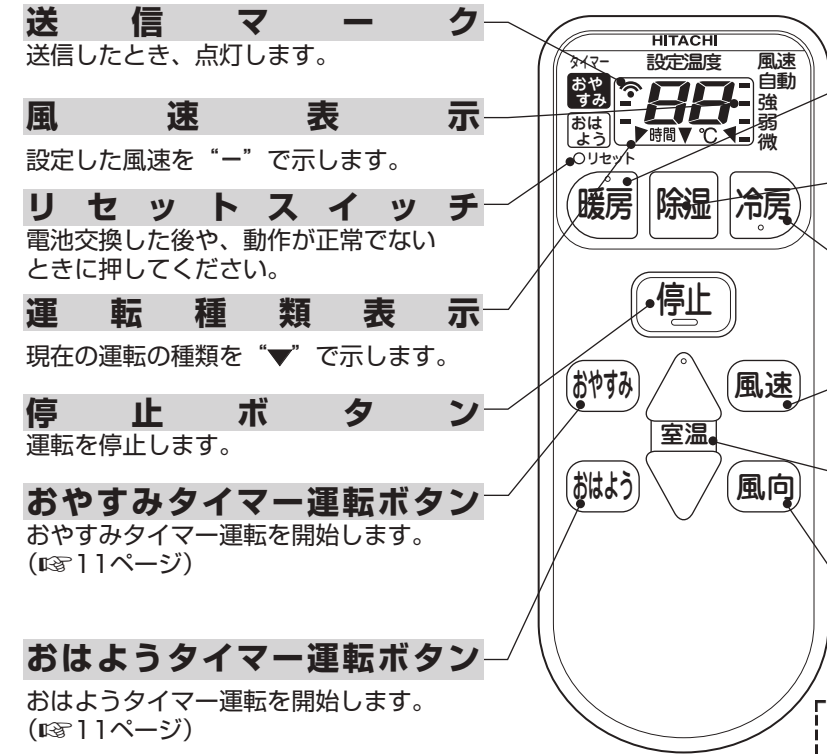 送信マーク
送信したとき、点灯します。
風速表示
設定した風速を“ー”で示します。
リセットスイッチ
電池交換した後や、動作が正常でない
ときに押してください。
運転種類表示
現在の運転の種類を“▼”で示します。
停止ボタン
運転を停止します。
おやすみタイマー運転ボタン
おやすみタイマー運転を開始します。
(☞11ページ)
おはようタイマー運転ボタン
おはようタイマー運転を開始します。
(☞11ページ)
HITACHI
タイマー 設定温度 風速
おや
すみ
88
自動
強
弱
微
おは
よう
▶時間▼ ℃ ◀
リセット
暖房 除湿 冷房
停止
おやすみ 風速
室温
おはよう 風向